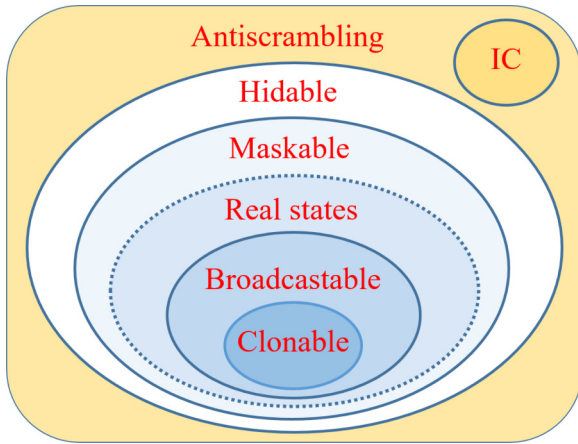 Antiscrambling
IC
Hidable
Maskable
Real states
Broadcastable
Clonable